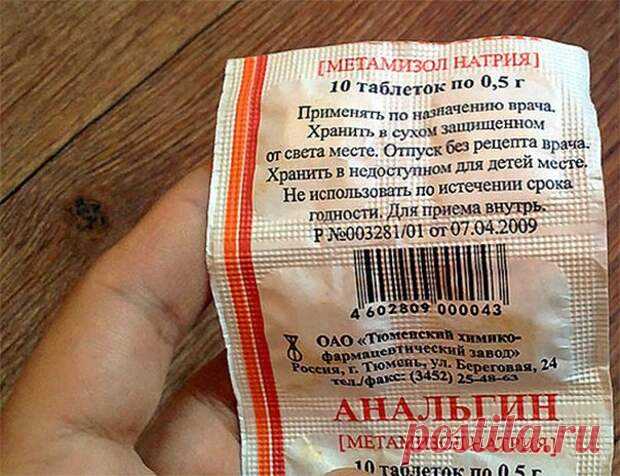 [МЕТАМИЗОЛ НАТРИЯ]
10 таблеток по 0,5 г
Применять по назначению врача.
Хранить в сухом защищенном
от света месте. Отпуск без рецепта врача.
Хранить в недоступном для детей месте.
Не использовать по истечении срока
годности. Для приема внутрь.
Р №003281/01 от 07.04.2009
4 602809 000043
ОАО «Тюменский химико-
фармацевтический завод»
Россия, г. Тюмень, ул. Береговая, 24
тел./факс: (3452) 25-48-63
АНАЛЬГИН
[МЕТАМИЗОЛ НАТРИЯ]
10 таблеток по 0,5 г
postila.ru